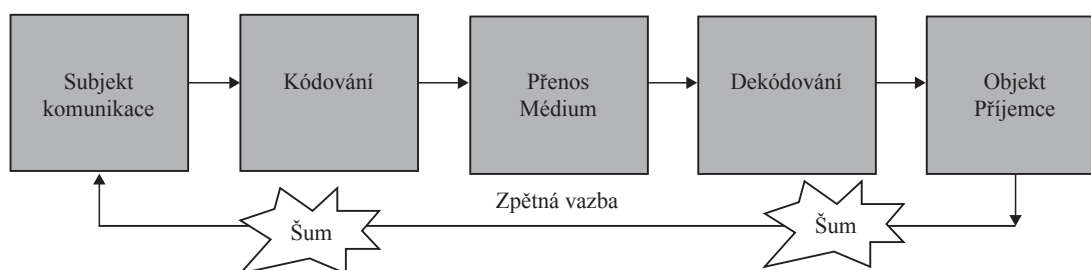 Subjekt
komunikace
Kódování
Přenos
Médium
Dekódování
Objekt
Příjemce
Zpětná vazba
Šum
Šum